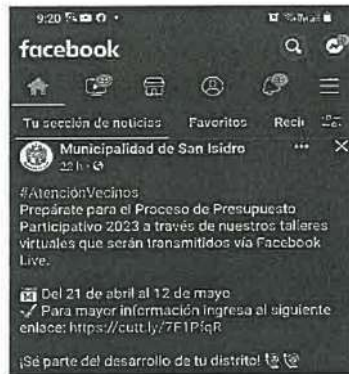 9:20
facebook
Tu sección de noticias Favoritos Recie
Municipalidad de San Isidro
22 h
#AtenciónVecinos
Prepárate para el Proceso de Presupuesto
Participativo 2023 a través de nuestros talleres
virtuales que serán transmitidos vía Facebook
Live.
Del 21 de abril al 12 de mayo
Para mayor información ingresa al siguiente
enlace: https://cutt.ly/7F1PfqR
¡Sé parte del desarrollo de tu distrito!